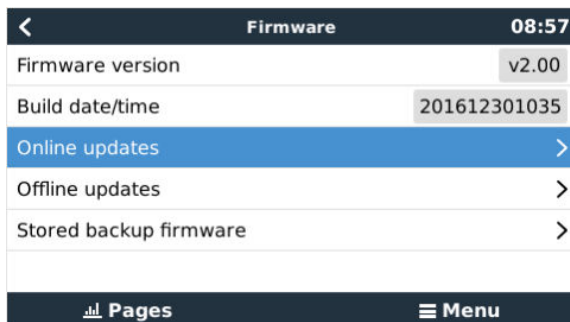 Firmware 08:57
Firmware version v2.00
Build date/time 201612301035
Online updates
Offline updates
Stored backup firmware
Pages Menu